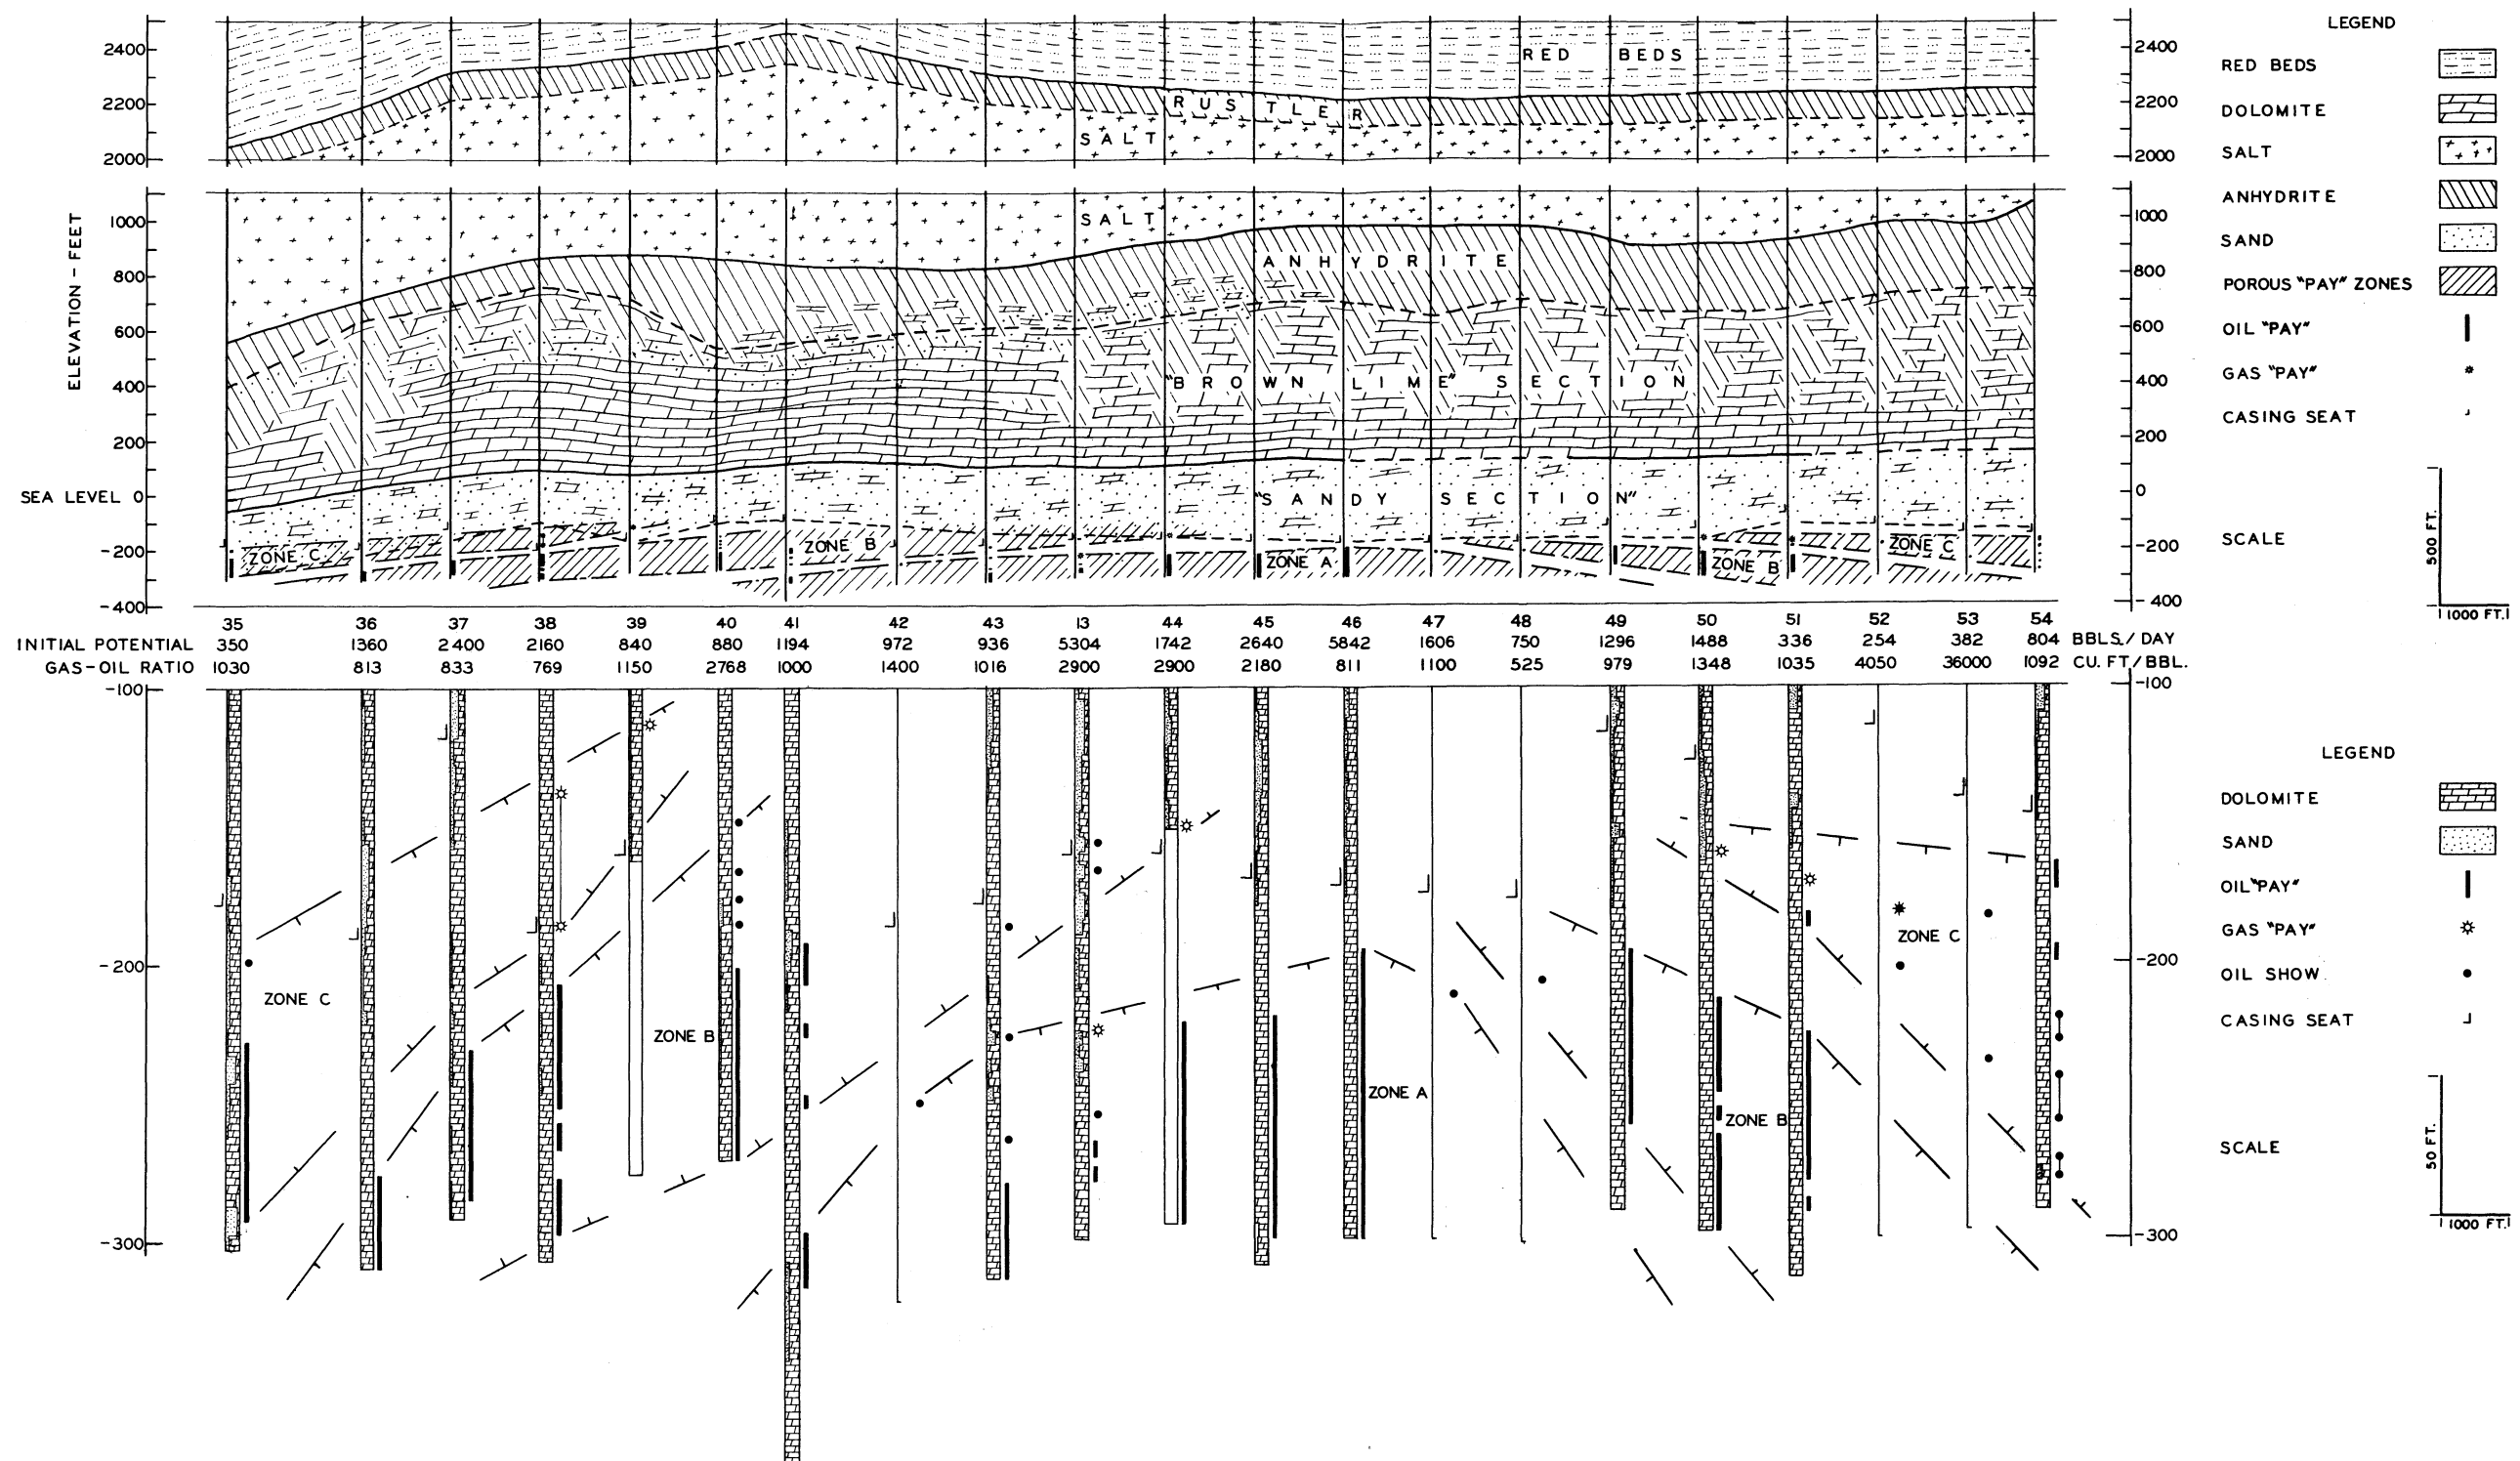 LEGEND
2400 2400
RED BEDS
RED BEDS
DOLOMITE
2200 2200
RUSTLER
SALT
SALT
2000 2000
ANHYDRITE
1000 1000
SALT
SAND
ANHYDRITE
800 800
POROUS "PAY" ZONES
ELEVATION - FEET
600 600
OIL "PAY"
400 400
"BROWN LIME" SECTION
GAS "PAY"
CASING SEAT
200 200
SEA LEVEL 0 0
"SANDY SECTION"
-200 -200
ZONE C ZONE B ZONE A ZONE B ZONE C
SCALE
500 FT.
-400 -400
1000 FT.
35 36 37 38 39 40 41 42 43 13 44 45 46 47 48 49 50 51 52 53 54
INITIAL POTENTIAL 350 1360 2400 2160 840 880 1194 972 936 5304 1742 2640 5842 1606 750 1296 1488 336 254 382 804 BBLS./DAY
GAS-OIL RATIO 1030 813 833 769 1150 2768 1000 1400 1016 2900 2900 2180 811 1100 525 979 1348 1035 4050 36000 1092 CU. FT/BBL.
-100 -100
LEGEND
DOLOMITE
SAND
OIL "PAY"
GAS "PAY"
ZONE C
-200 -200
OIL SHOW
ZONE C
CASING SEAT
ZONE B
ZONE A
ZONE B
SCALE
50 FT.
1000 FT.
-300 -300